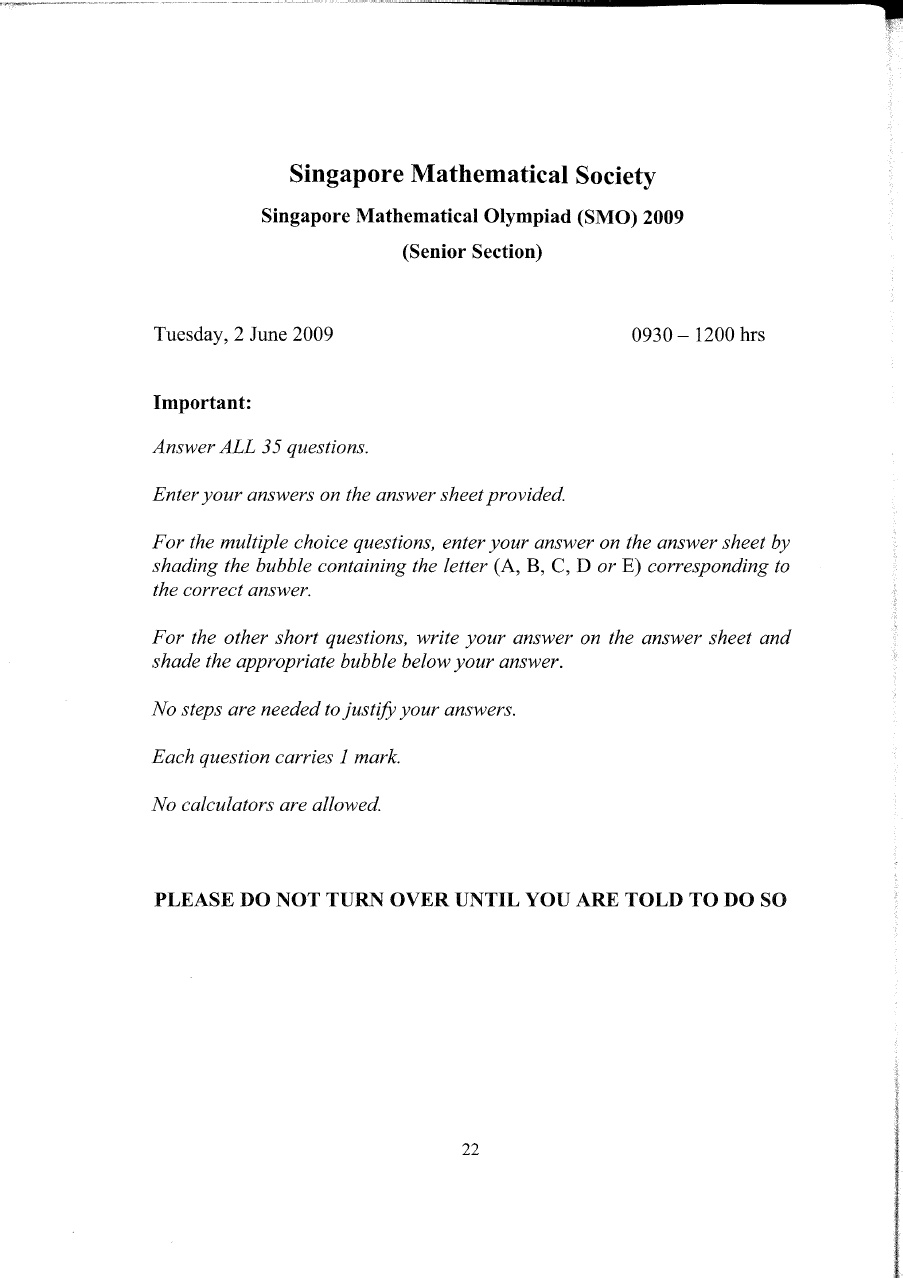 Singapore Mathematical Society
Singapore Mathematical Olympiad (SMO) 2009
(Senior Section)
Tuesday, 2 June 2009 0930 – 1200 hrs
Important:
Answer ALL 35 questions.
Enter your answers on the answer sheet provided.
For the multiple choice questions, enter your answer on the answer sheet by
shading the bubble containing the letter (A, B, C, D or E) corresponding to
the correct answer.
For the other short questions, write your answer on the answer sheet and
shade the appropriate bubble below your answer.
No steps are needed to justify your answers.
Each question carries 1 mark.
No calculators are allowed.
PLEASE DO NOT TURN OVER UNTIL YOU ARE TOLD TO DO SO
22